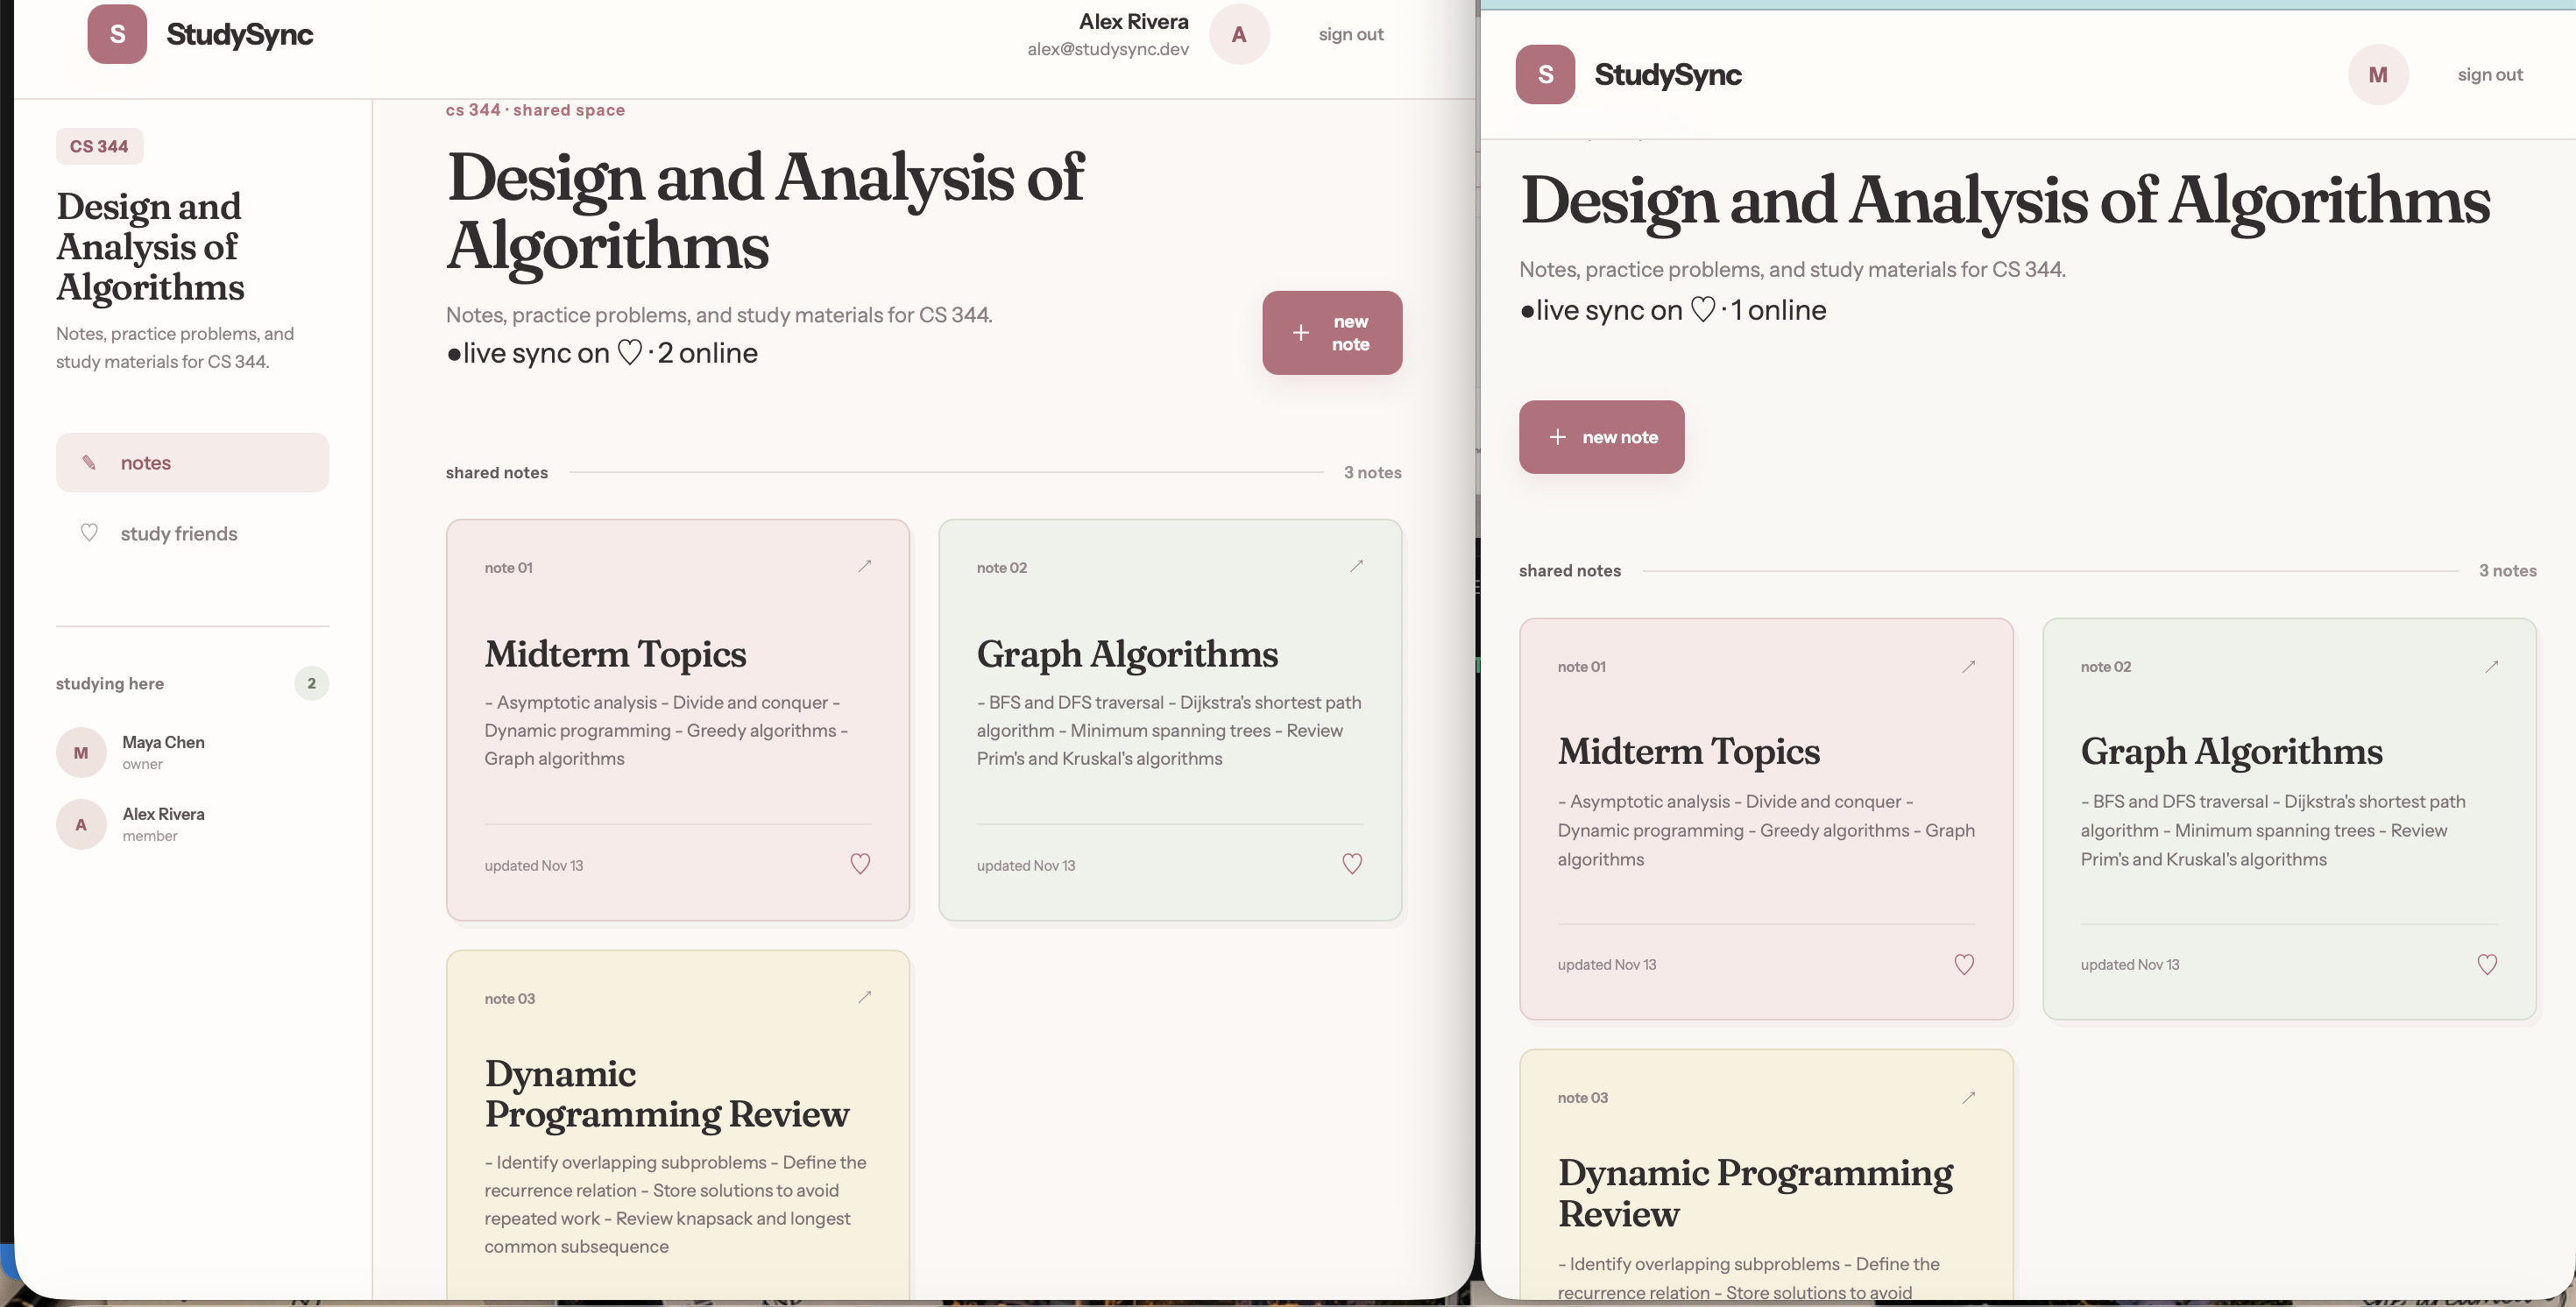 S
StudySync
Alex Rivera
alex@studysync.dev
A
sign out
CS 344
Design and
Analysis of
Algorithms
Notes, practice problems, and
study materials for CS 344.
✎ notes
♡ study friends
studying here
2
M
Maya Chen
owner
A
Alex Rivera
member
cs 344 · shared space
Design and Analysis of
Algorithms
Notes, practice problems, and study materials for CS 344.
●live sync on ♡ · 2 online
+ new
note
shared notes
3 notes
note 01
↗
Midterm Topics
- Asymptotic analysis - Divide and conquer -
Dynamic programming - Greedy algorithms -
Graph algorithms
updated Nov 13
♡
note 02
↗
Graph Algorithms
- BFS and DFS traversal - Dijkstra's shortest path
algorithm - Minimum spanning trees - Review
Prim's and Kruskal's algorithms
updated Nov 13
♡
note 03
↗
Dynamic
Programming Review
- Identify overlapping subproblems - Define the
recurrence relation - Store solutions to avoid
repeated work - Review knapsack and longest
common subsequence
S
StudySync
M
sign out
Design and Analysis of Algorithms
Notes, practice problems, and study materials for CS 344.
●live sync on ♡ · 1 online
+ new note
shared notes
3 notes
note 01
↗
Midterm Topics
- Asymptotic analysis - Divide and conquer -
Dynamic programming - Greedy algorithms - Graph
algorithms
updated Nov 13
♡
note 02
↗
Graph Algorithms
- BFS and DFS traversal - Dijkstra's shortest path
algorithm - Minimum spanning trees - Review
Prim's and Kruskal's algorithms
updated Nov 13
♡
note 03
↗
Dynamic Programming
Review
- Identify overlapping subproblems - Define the
recurrence relation - Store solutions to avoid